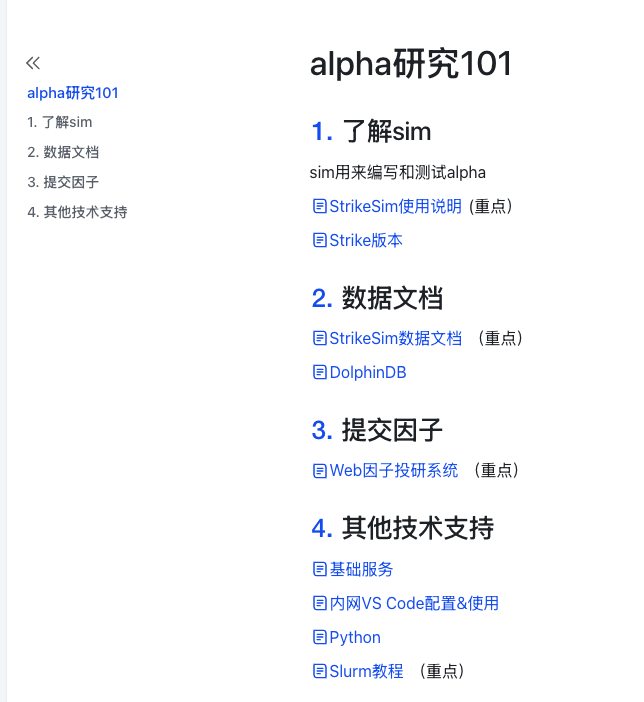 alpha研究101
1. 了解sim
2. 数据文档
3. 提交因子
4. 其他技术支持
alpha研究101
1. 了解sim
sim用来编写和测试alpha
StrikeSim使用说明 (重点）
Strike版本
2. 数据文档
StrikeSim数据文档 （重点）
DolphinDB
3. 提交因子
Web因子投研系统 （重点）
4. 其他技术支持
基础服务
内网VS Code配置&使用
Python
Slurm教程 （重点）